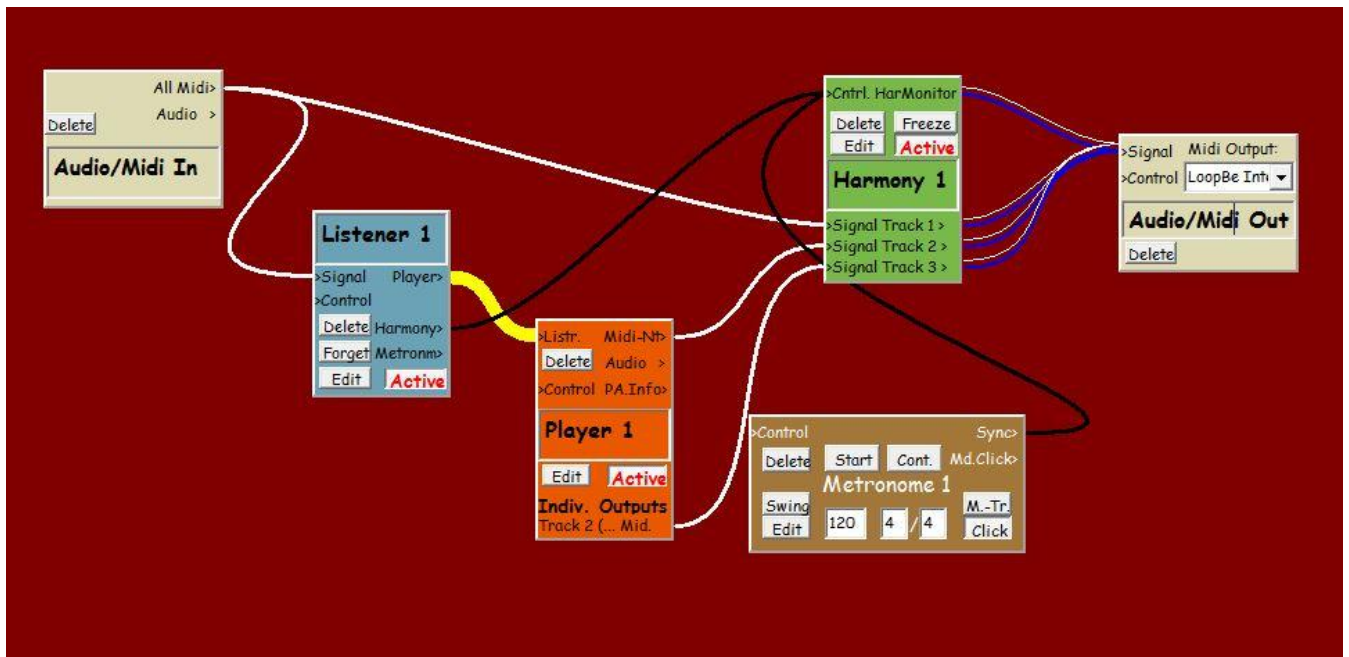 All Midi>
Audio >
Delete
Audio/Midi In
Listener 1
>Signal Player>
>Control
Delete Harmony>
Forget Metronm>
Edit Active
>Listr. Midi-Nt>
Delete Audio >
>Control PA.Info>
Player 1
Edit Active
Indiv. Outputs
Track 2 (... Mid.
>Cntrl. HarMonitor
Delete Freeze
Edit Active
Harmony 1
>Signal Track 1>
>Signal Track 2>
>Signal Track 3>
>Control Sync>
Delete Start Cont. Md.Click>
Metronome 1
Swing M.-Tr.
Edit 120 4 / 4 Click
>Signal Midi Output:
>Control LoopBe Inte
Audio/Midi Out
Delete